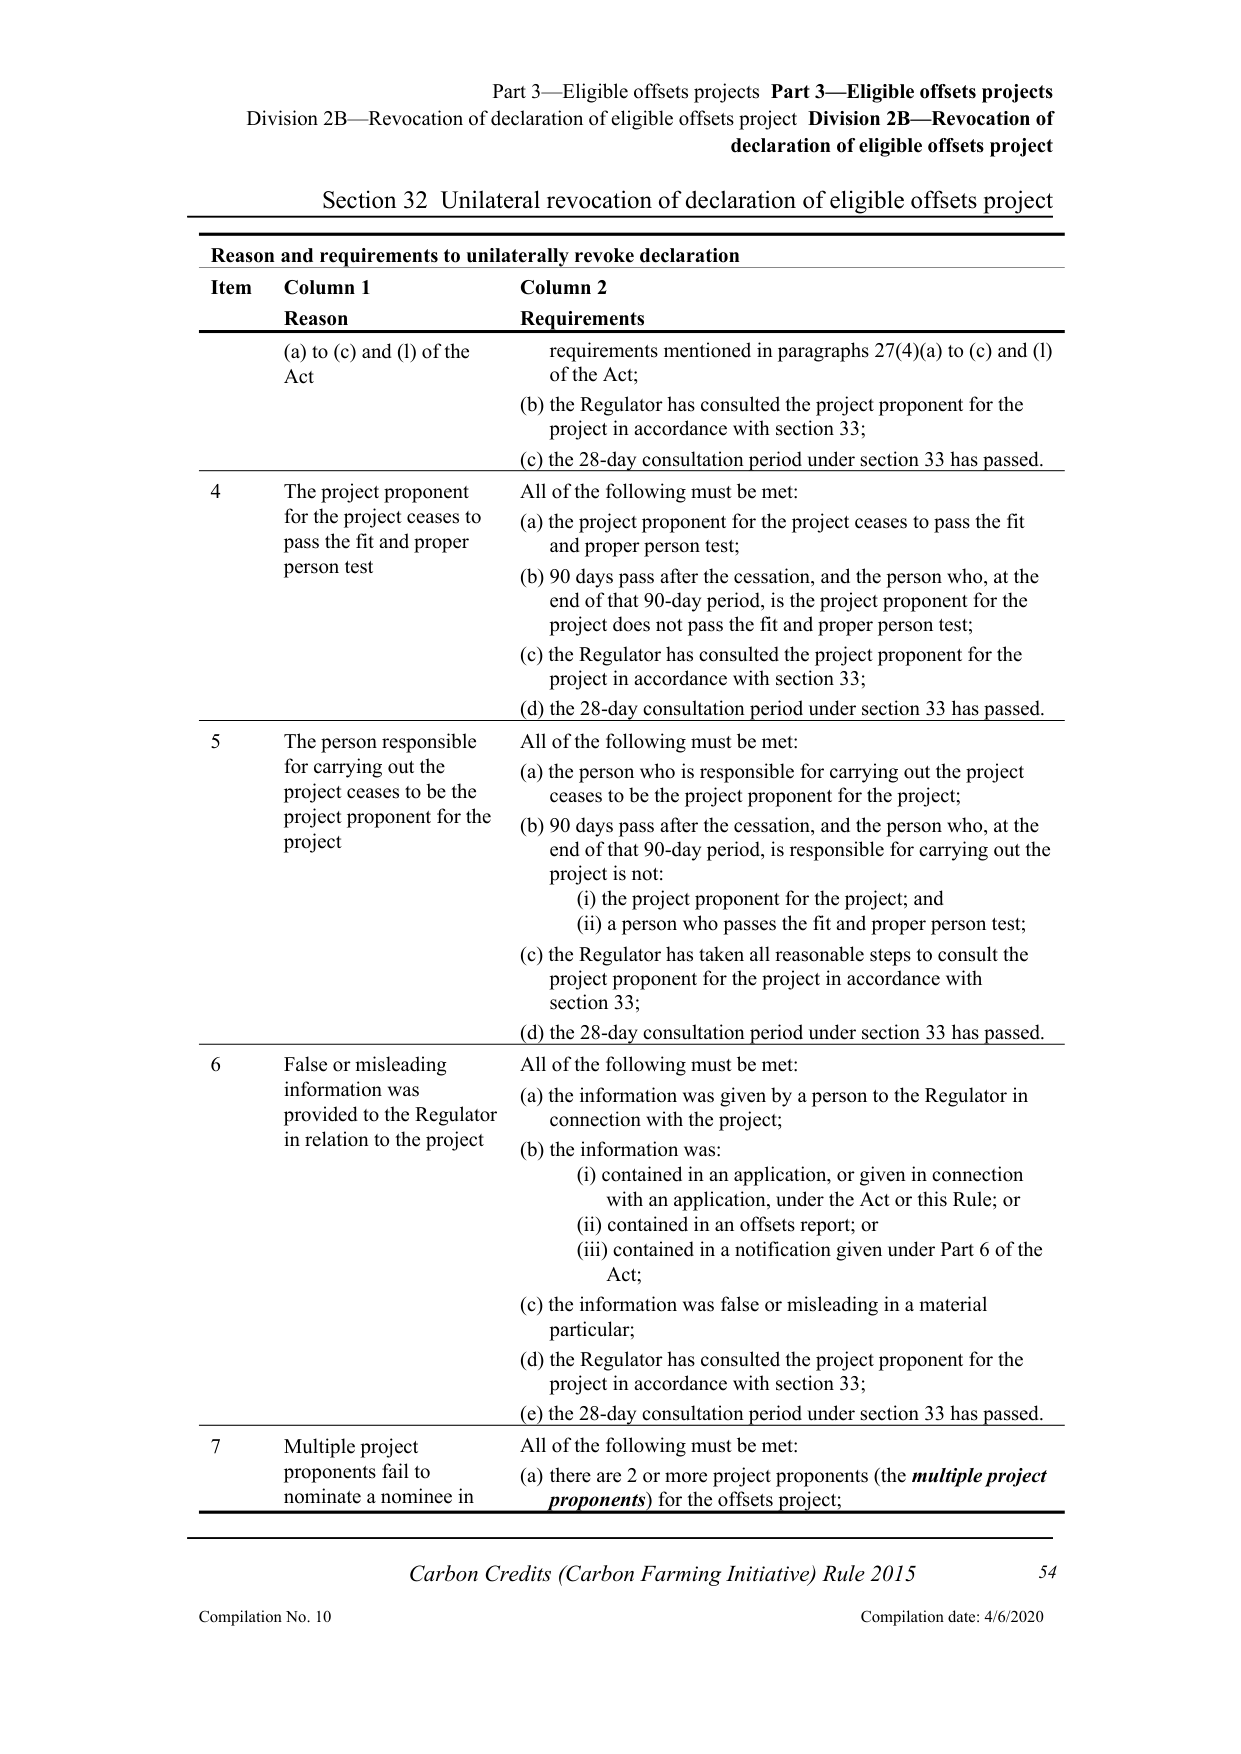 Part 3—Eligible offsets projects  Part 3—Eligible offsets projects
Division 2B—Revocation of declaration of eligible offsets project  Division 2B—Revocation of
declaration of eligible offsets project
Section 32  Unilateral revocation of declaration of eligible offsets project
Reason and requirements to unilaterally revoke declaration
Item Column 1 Column 2
Reason Requirements
(a) to (c) and (l) of the
Act
requirements mentioned in paragraphs 27(4)(a) to (c) and (l)
of the Act;
(b) the Regulator has consulted the project proponent for the
project in accordance with section 33;
(c) the 28-day consultation period under section 33 has passed.
4
The project proponent
for the project ceases to
pass the fit and proper
person test
All of the following must be met:
(a) the project proponent for the project ceases to pass the fit
and proper person test;
(b) 90 days pass after the cessation, and the person who, at the
end of that 90-day period, is the project proponent for the
project does not pass the fit and proper person test;
(c) the Regulator has consulted the project proponent for the
project in accordance with section 33;
(d) the 28-day consultation period under section 33 has passed.
5
The person responsible
for carrying out the
project ceases to be the
project proponent for the
project
All of the following must be met:
(a) the person who is responsible for carrying out the project
ceases to be the project proponent for the project;
(b) 90 days pass after the cessation, and the person who, at the
end of that 90-day period, is responsible for carrying out the
project is not:
(i) the project proponent for the project; and
(ii) a person who passes the fit and proper person test;
(c) the Regulator has taken all reasonable steps to consult the
project proponent for the project in accordance with
section 33;
(d) the 28-day consultation period under section 33 has passed.
6
False or misleading
information was
provided to the Regulator
in relation to the project
All of the following must be met:
(a) the information was given by a person to the Regulator in
connection with the project;
(b) the information was:
(i) contained in an application, or given in connection
with an application, under the Act or this Rule; or
(ii) contained in an offsets report; or
(iii) contained in a notification given under Part 6 of the
Act;
(c) the information was false or misleading in a material
particular;
(d) the Regulator has consulted the project proponent for the
project in accordance with section 33;
(e) the 28-day consultation period under section 33 has passed.
7
Multiple project
proponents fail to
nominate a nominee in
All of the following must be met:
(a) there are 2 or more project proponents (the multiple project
proponents) for the offsets project;
Carbon Credits (Carbon Farming Initiative) Rule 2015 54
Compilation No. 10 Compilation date: 4/6/2020